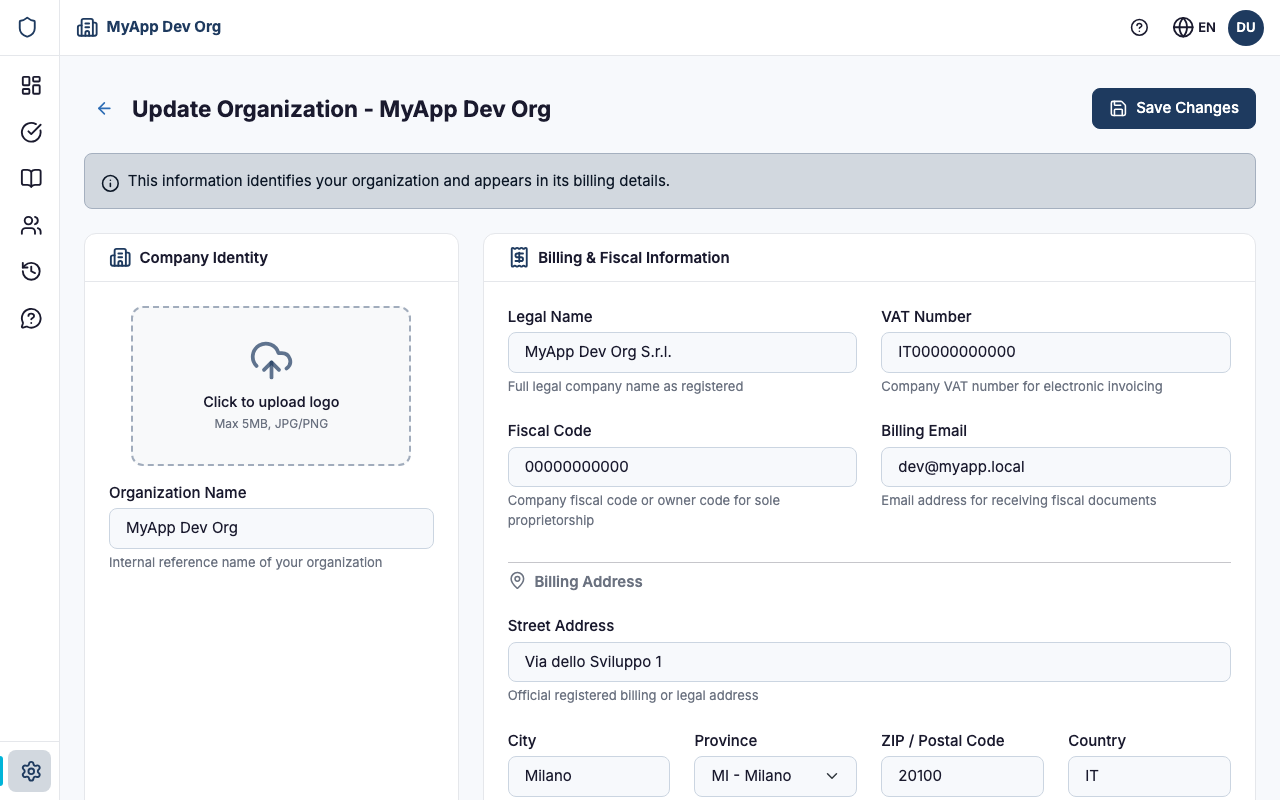 MyApp Dev Org
EN
DU
Update Organization - MyApp Dev Org
Save Changes
This information identifies your organization and appears in its billing details.
Company Identity
Click to upload logo
Max 5MB, JPG/PNG
Organization Name
MyApp Dev Org
Internal reference name of your organization
Billing & Fiscal Information
Legal Name
MyApp Dev Org S.r.l.
Full legal company name as registered
VAT Number
IT00000000000
Company VAT number for electronic invoicing
Fiscal Code
00000000000
Company fiscal code or owner code for sole
proprietorship
Billing Email
dev@myapp.local
Email address for receiving fiscal documents
Billing Address
Street Address
Via dello Sviluppo 1
Official registered billing or legal address
City
Milano
Province
MI - Milano
ZIP / Postal Code
20100
Country
IT